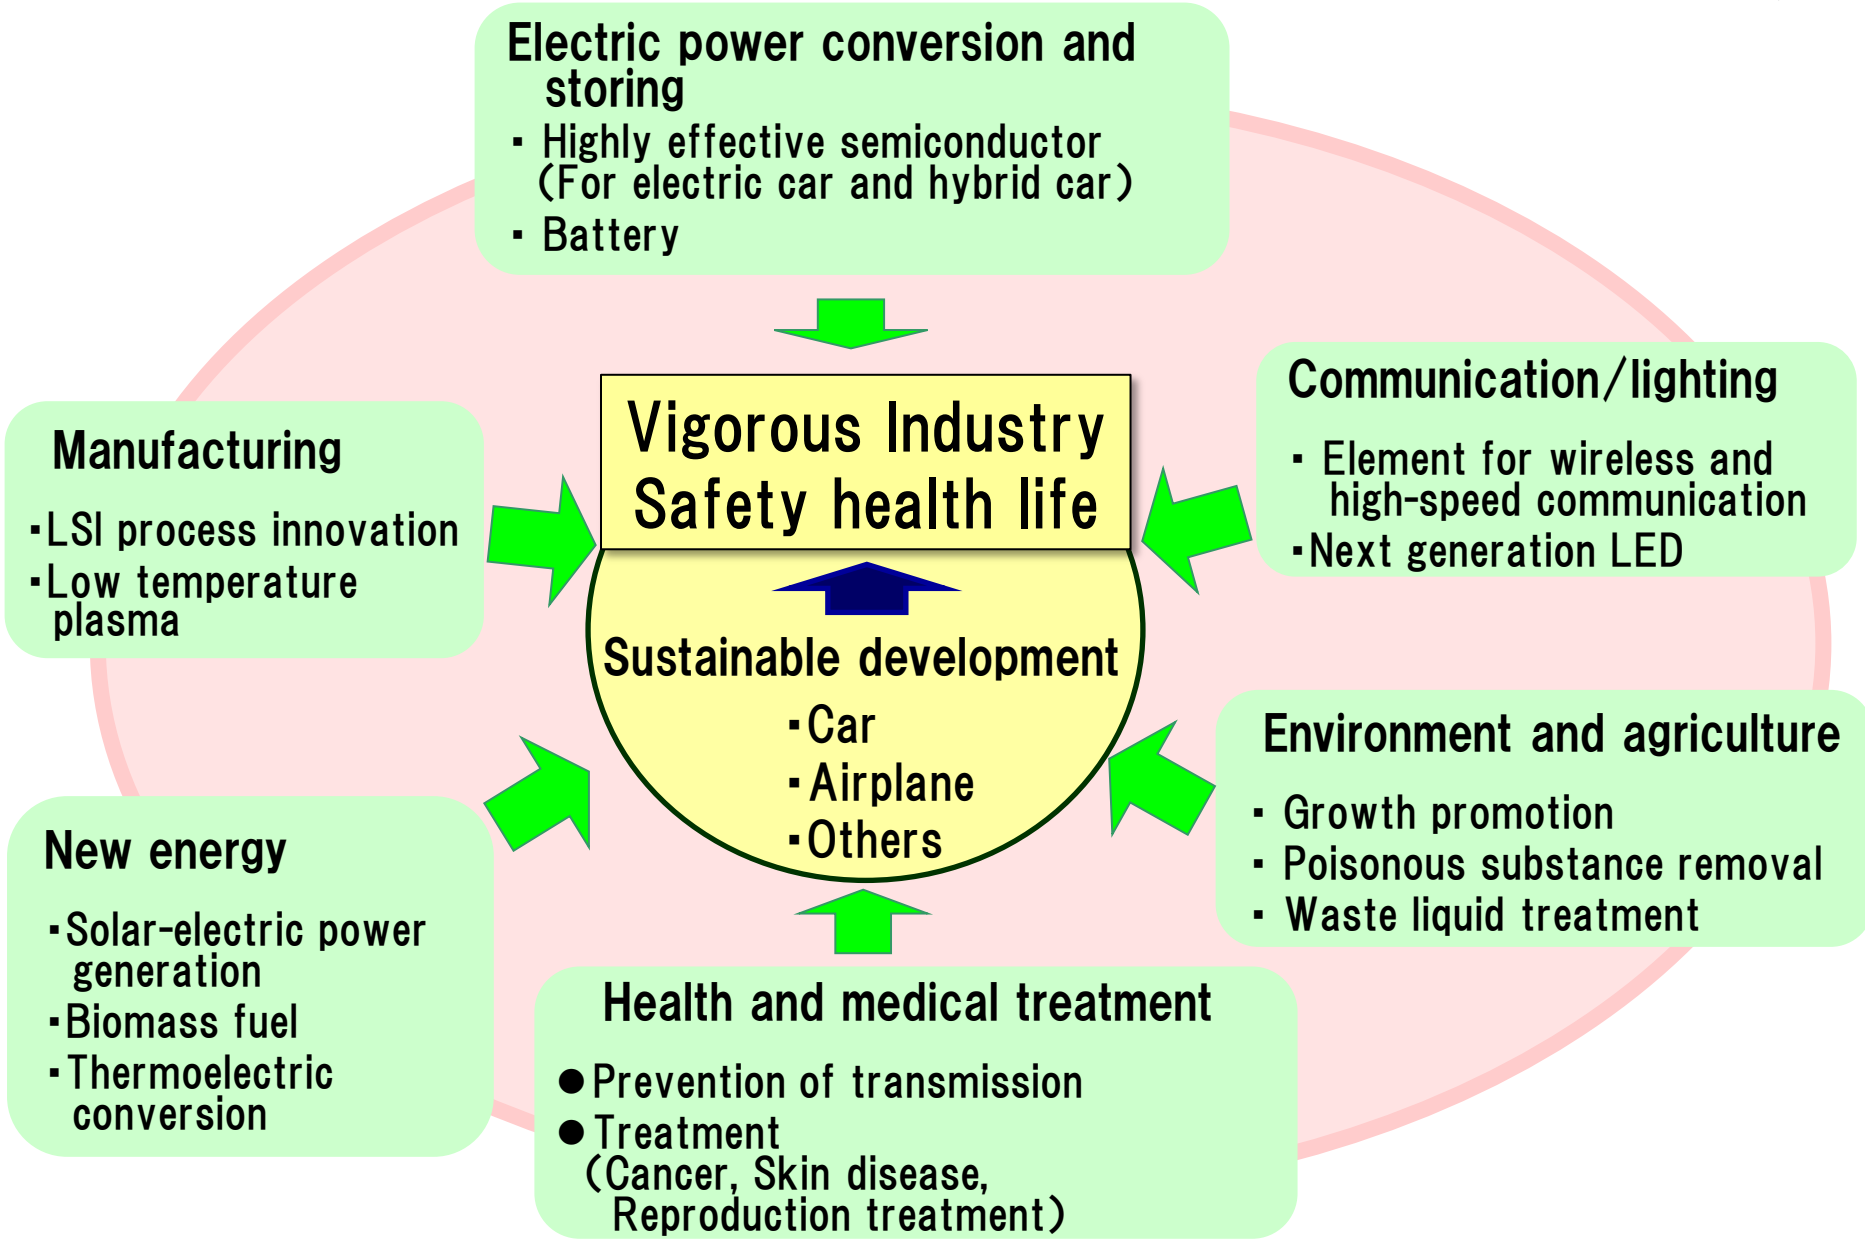 Electric power conversion and
storing
▪ Highly effective semiconductor
(For electric car and hybrid car)
▪ Battery
Communication/lighting
▪ Element for wireless and
high-speed communication
▪Next generation LED
Manufacturing
▪LSI process innovation
▪Low temperature
plasma
Vigorous Industry
Safety health life
Sustainable development
▪Car
▪Airplane
▪Others
Environment and agriculture
▪ Growth promotion
▪ Poisonous substance removal
▪ Waste liquid treatment
New energy
▪Solar-electric power
generation
▪Biomass fuel
▪Thermoelectric
conversion
Health and medical treatment
●Prevention of transmission
●Treatment
(Cancer, Skin disease,
Reproduction treatment)